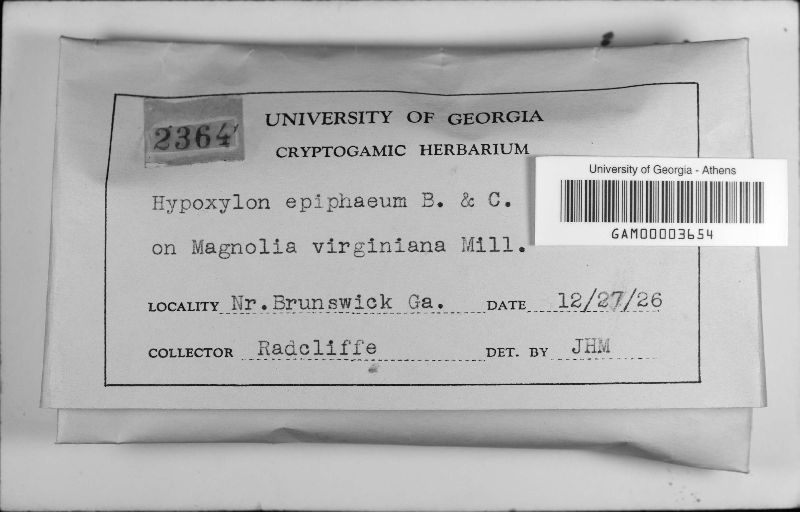 2364
UNIVERSITY OF GEORGIA
CRYPTOGAMIC HERBARIUM
University of Georgia - Athens
GAM00003654
Hypoxylon epiphaeum B. & C.
on Magnolia virginiana Mill.
LOCALITY Nr.Brunswick Ga. DATE 12/27/26
COLLECTOR Radcliffe DET. BY JHM